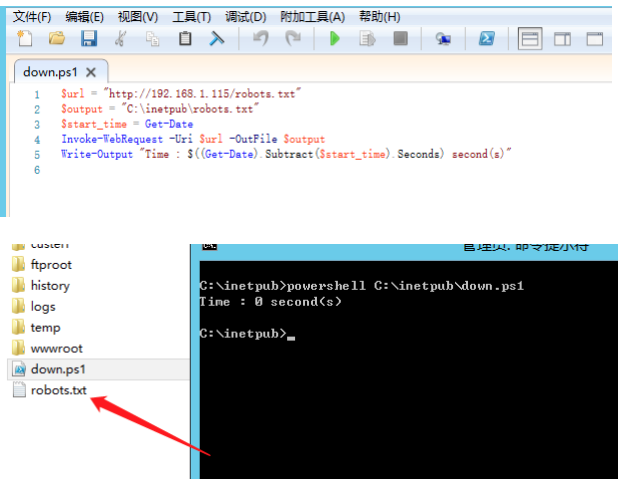 文件(F) 编辑(E) 视图(V) 工具(T) 调试(D) 附加工具(A) 帮助(H)
down.ps1 X
1 $url = "http://192.168.1.115/robots.txt"
2 $output = "C:\inetpub\robots.txt"
3 $start_time = Get-Date
4 Invoke-WebRequest -Uri $url -OutFile $output
5 Write-Output "Time : $((Get-Date).Subtract($start_time).Seconds) second(s)"
6
custerr
管理员: 命令提示符
ftproot
history
logs
temp
wwwroot
down.ps1
robots.txt
C:\inetpub>powershell C:\inetpub\down.ps1
Time : 0 second(s)
C:\inetpub>